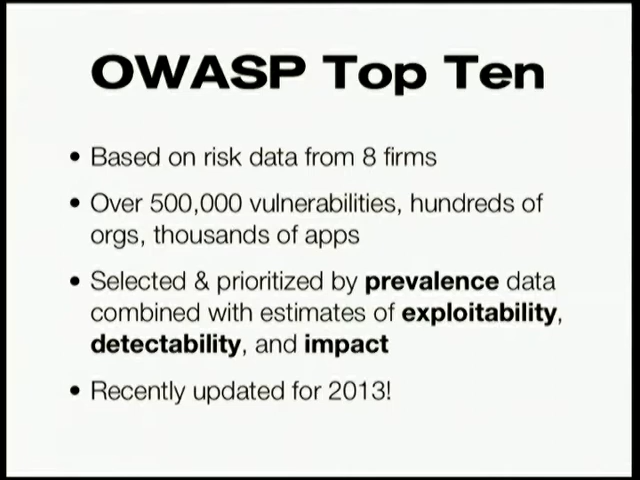 OWASP Top Ten
• Based on risk data from 8 firms
• Over 500,000 vulnerabilities, hundreds of
orgs, thousands of apps
• Selected & prioritized by prevalence data
combined with estimates of exploitability,
detectability, and impact
• Recently updated for 2013!